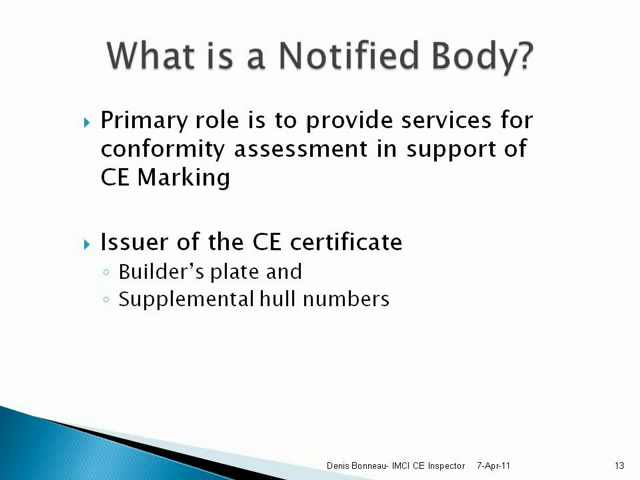 What is a Notified Body?
Primary role is to provide services for
conformity assessment in support of
CE Marking
Issuer of the CE certificate
Builder's plate and
Supplemental hull numbers
Denis Bonneau- IMCI CE Inspector 7-Apr-11 13